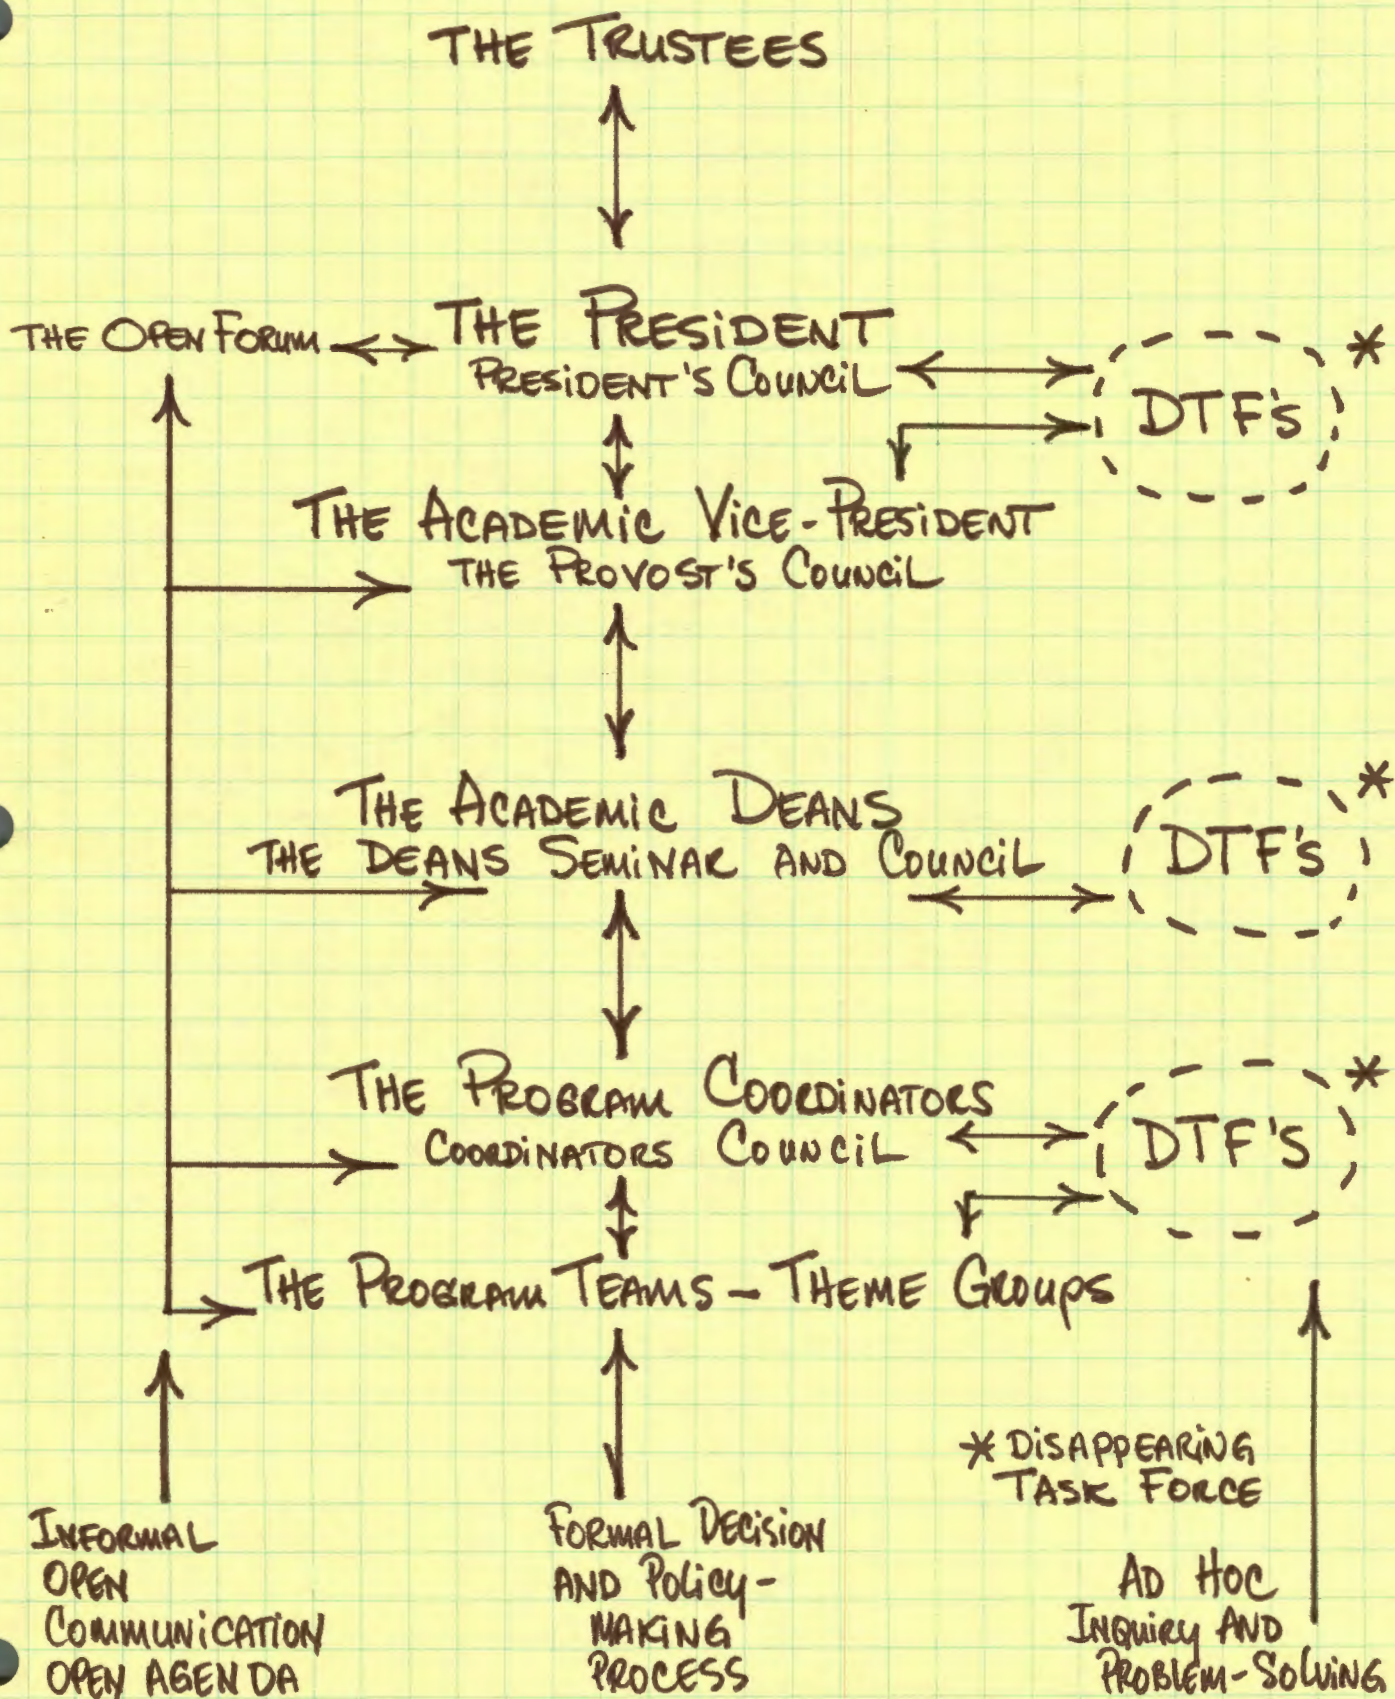 THE TRUSTEES
THE OPEN FORUM
THE PRESIDENT
PRESIDENT'S COUNCIL
*
DTF's
THE ACADEMIC VICE-PRESIDENT
THE PROVOST'S COUNCIL
THE ACADEMIC DEANS
THE DEANS SEMINAR AND COUNCIL
*
DTF's
THE PROGRAM COORDINATORS
COORDINATORS COUNCIL
*
DTF's
THE PROGRAM TEAMS - THEME GROUPS
* DISAPPEARING
TASK FORCE
INFORMAL
OPEN
COMMUNICATION
OPEN AGENDA
FORMAL DECISION
AND POLICY-
MAKING
PROCESS
AD HOC
INQUIRY AND
PROBLEM-SOLVING